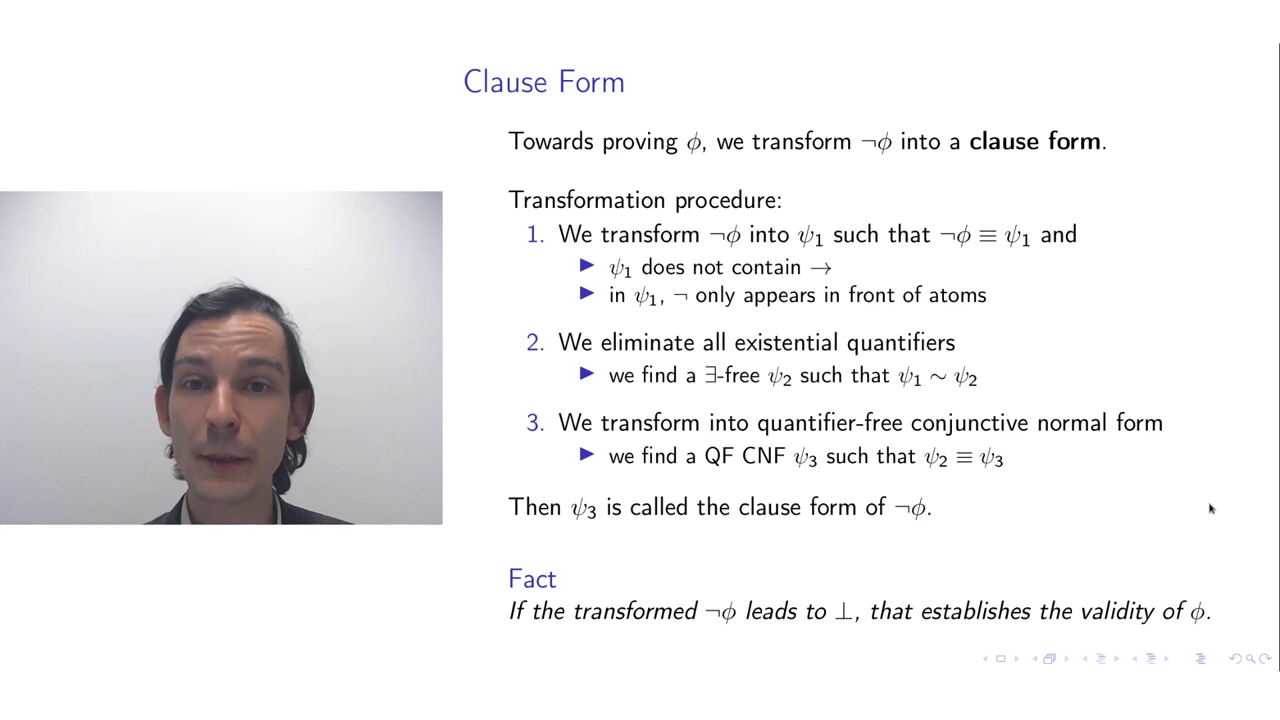 Clause Form
Towards proving ϕ, we transform ¬ϕ into a clause form.
Transformation procedure:
1. We transform ¬ϕ into ψ₁ such that ¬ϕ ≡ ψ₁ and
▶ ψ₁ does not contain →
▶ in ψ₁, ¬ only appears in front of atoms
2. We eliminate all existential quantifiers
▶ we find a ∃-free ψ₂ such that ψ₁ ∼ ψ₂
3. We transform into quantifier-free conjunctive normal form
▶ we find a QF CNF ψ₃ such that ψ₂ ≡ ψ₃
Then ψ₃ is called the clause form of ¬ϕ.
Fact
If the transformed ¬ϕ leads to ⊥, that establishes the validity of ϕ.